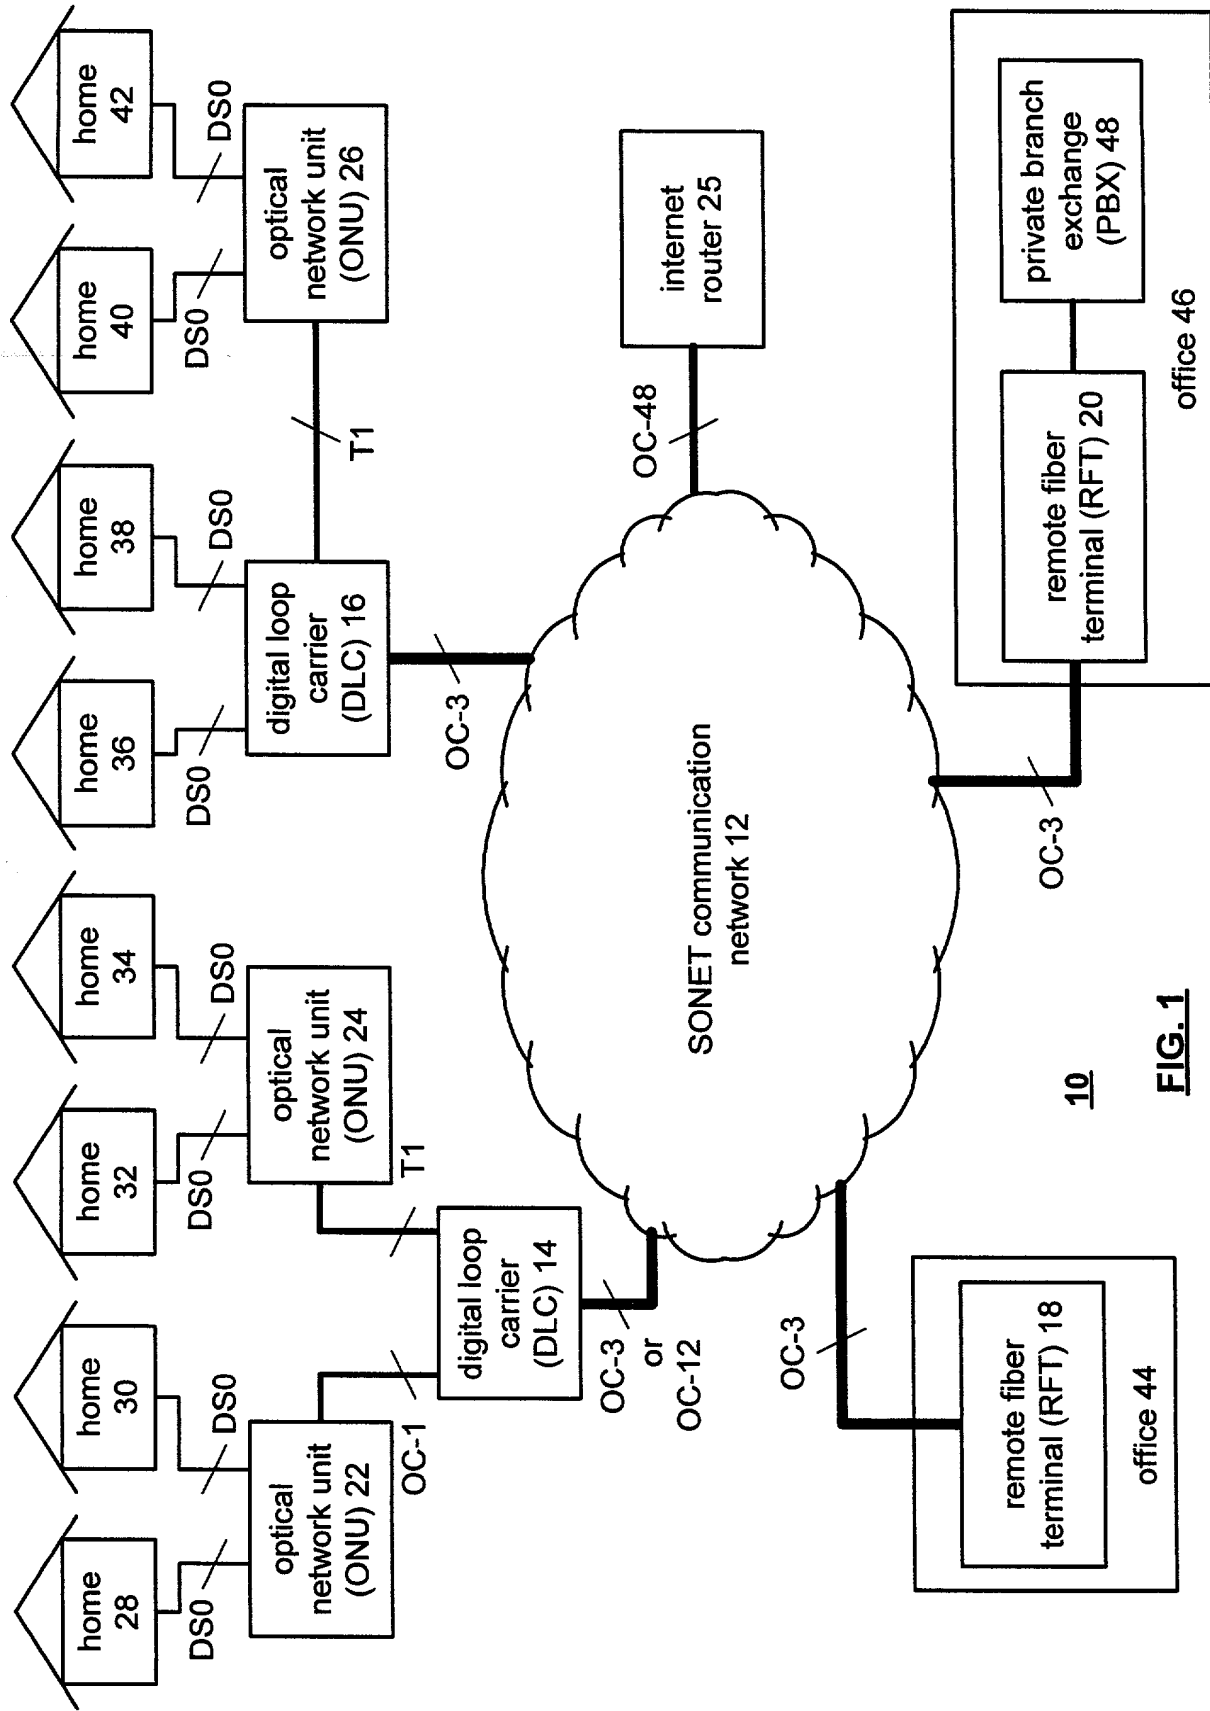 home
28
home
30
home
32
home
34
home
36
home
38
home
40
home
42
DS0
DS0
DS0
DS0
DS0
DS0
DS0
DS0
optical
network unit
(ONU) 22
optical
network unit
(ONU) 24
digital loop
carrier
(DLC) 16
optical
network unit
(ONU) 26
OC-1
T1
T1
digital loop
carrier
(DLC) 14
OC-3
OC-3
or
OC-12
SONET communication
network 12
OC-48
internet
router 25
OC-3
OC-3
remote fiber
terminal (RFT) 18
office 44
remote fiber
terminal (RFT) 20
private branch
exchange
(PBX) 48
office 46
10
FIG. 1